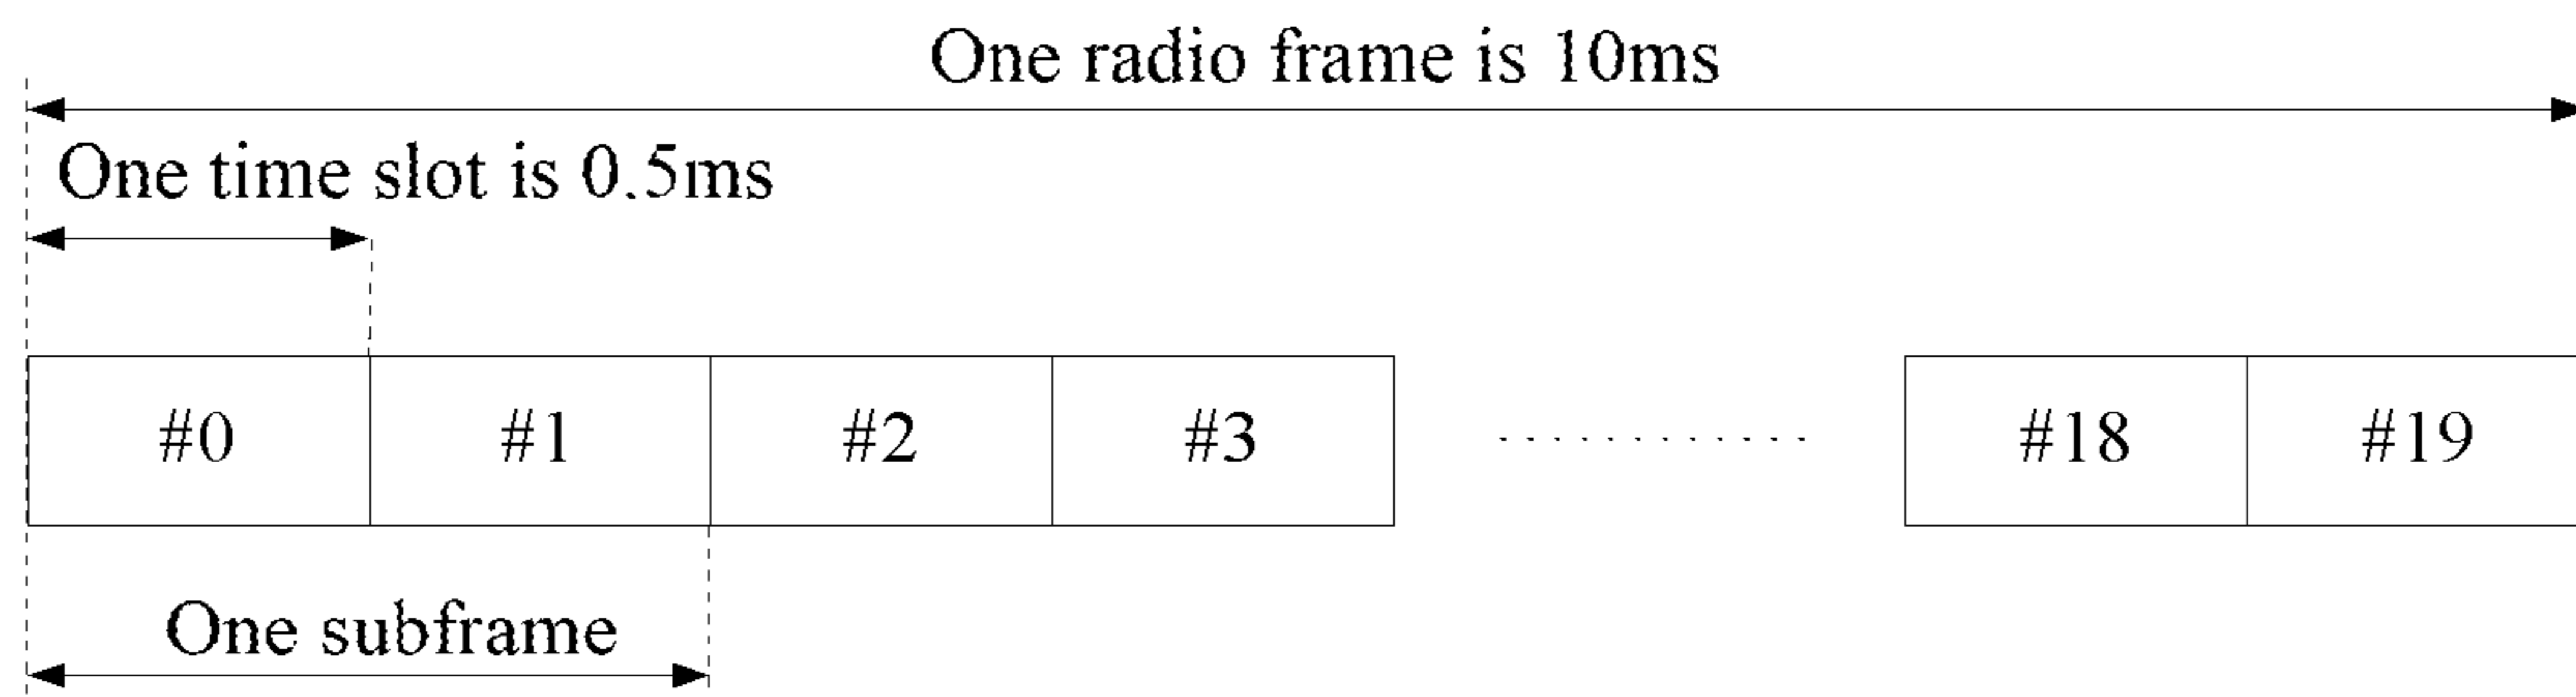 One radio frame is 10ms
One time slot is 0.5ms
#0 #1 #2 #3 ............ #18 #19
One subframe